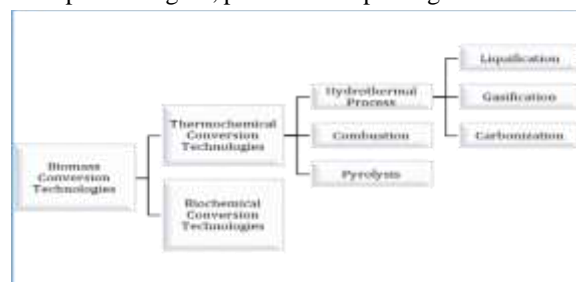 Liquification
Hydrothermal
Process
Gasification
Thermochemical
Conversion
Technologies
Combustion
Carbonization
Biomass
Conversion
Technologies
Pyrolysis
Biochemical
Conversion
Technologies